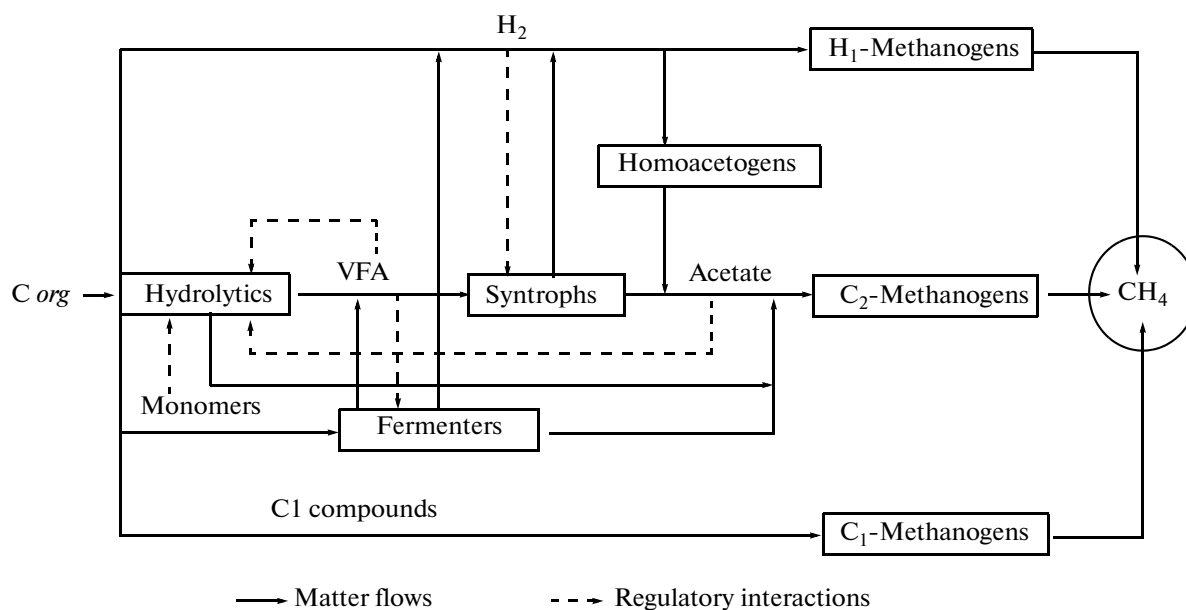 H₂
H₁-Methanogens
Homoacetogens
VFA
Acetate
C org
Hydrolytics
Syntrophs
C₂-Methanogens
CH₄
Monomers
Fermenters
C1 compounds
C₁-Methanogens
Matter flows
Regulatory interactions